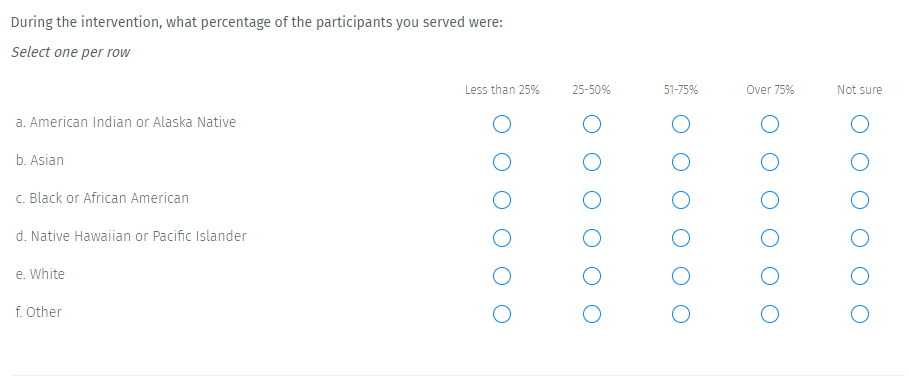 During the intervention, what percentage of the participants you served were:
Select one per row
Less than 25% 25-50% 51-75% Over 75% Not sure
a. American Indian or Alaska Native
b. Asian
c. Black or African American
d. Native Hawaiian or Pacific Islander
e. White
f. Other